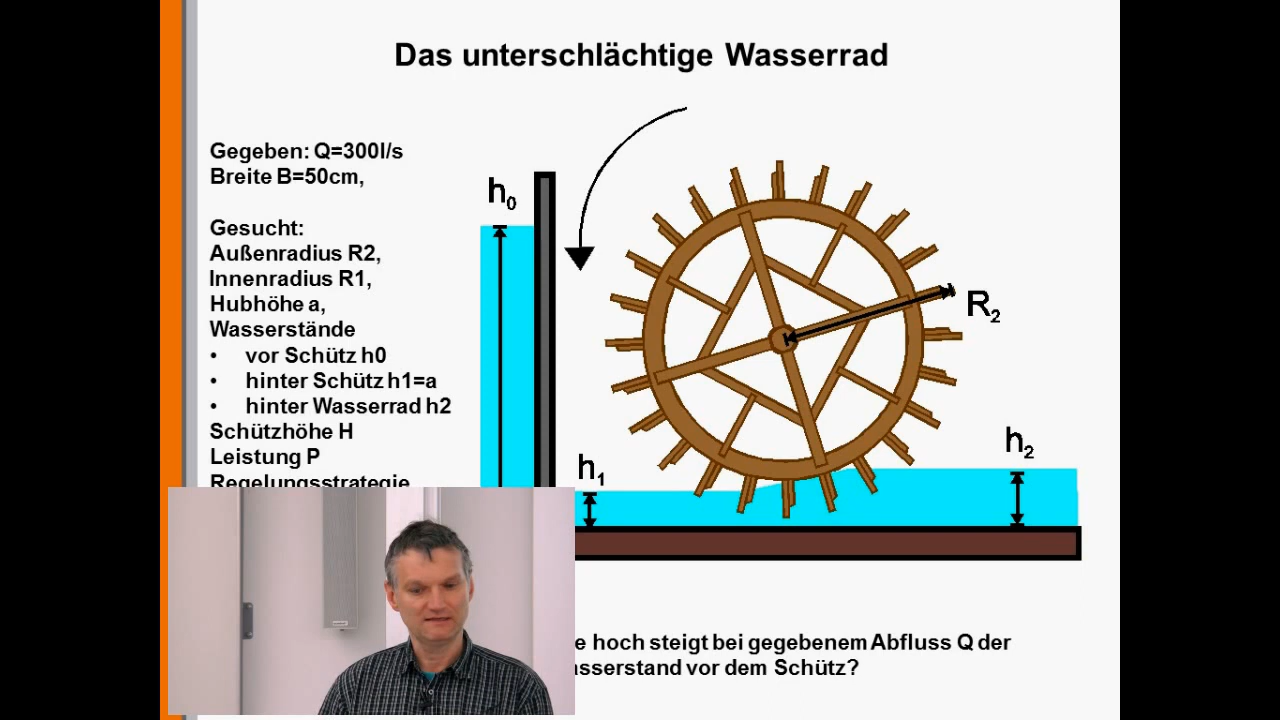 Das unterschlächtige Wasserrad
Gegeben: Q=300l/s
Breite B=50cm,
Gesucht:
Außenradius R2,
Innenradius R1,
Hubhöhe a,
Wasserstände
• vor Schütz h0
• hinter Schütz h1=a
• hinter Wasserrad h2
Schützhöhe H
Leistung P
Regelungsstrategie
h0
h1
R2
h2
hoch steigt bei gegebenem Abfluss Q der
vor dem Schütz?